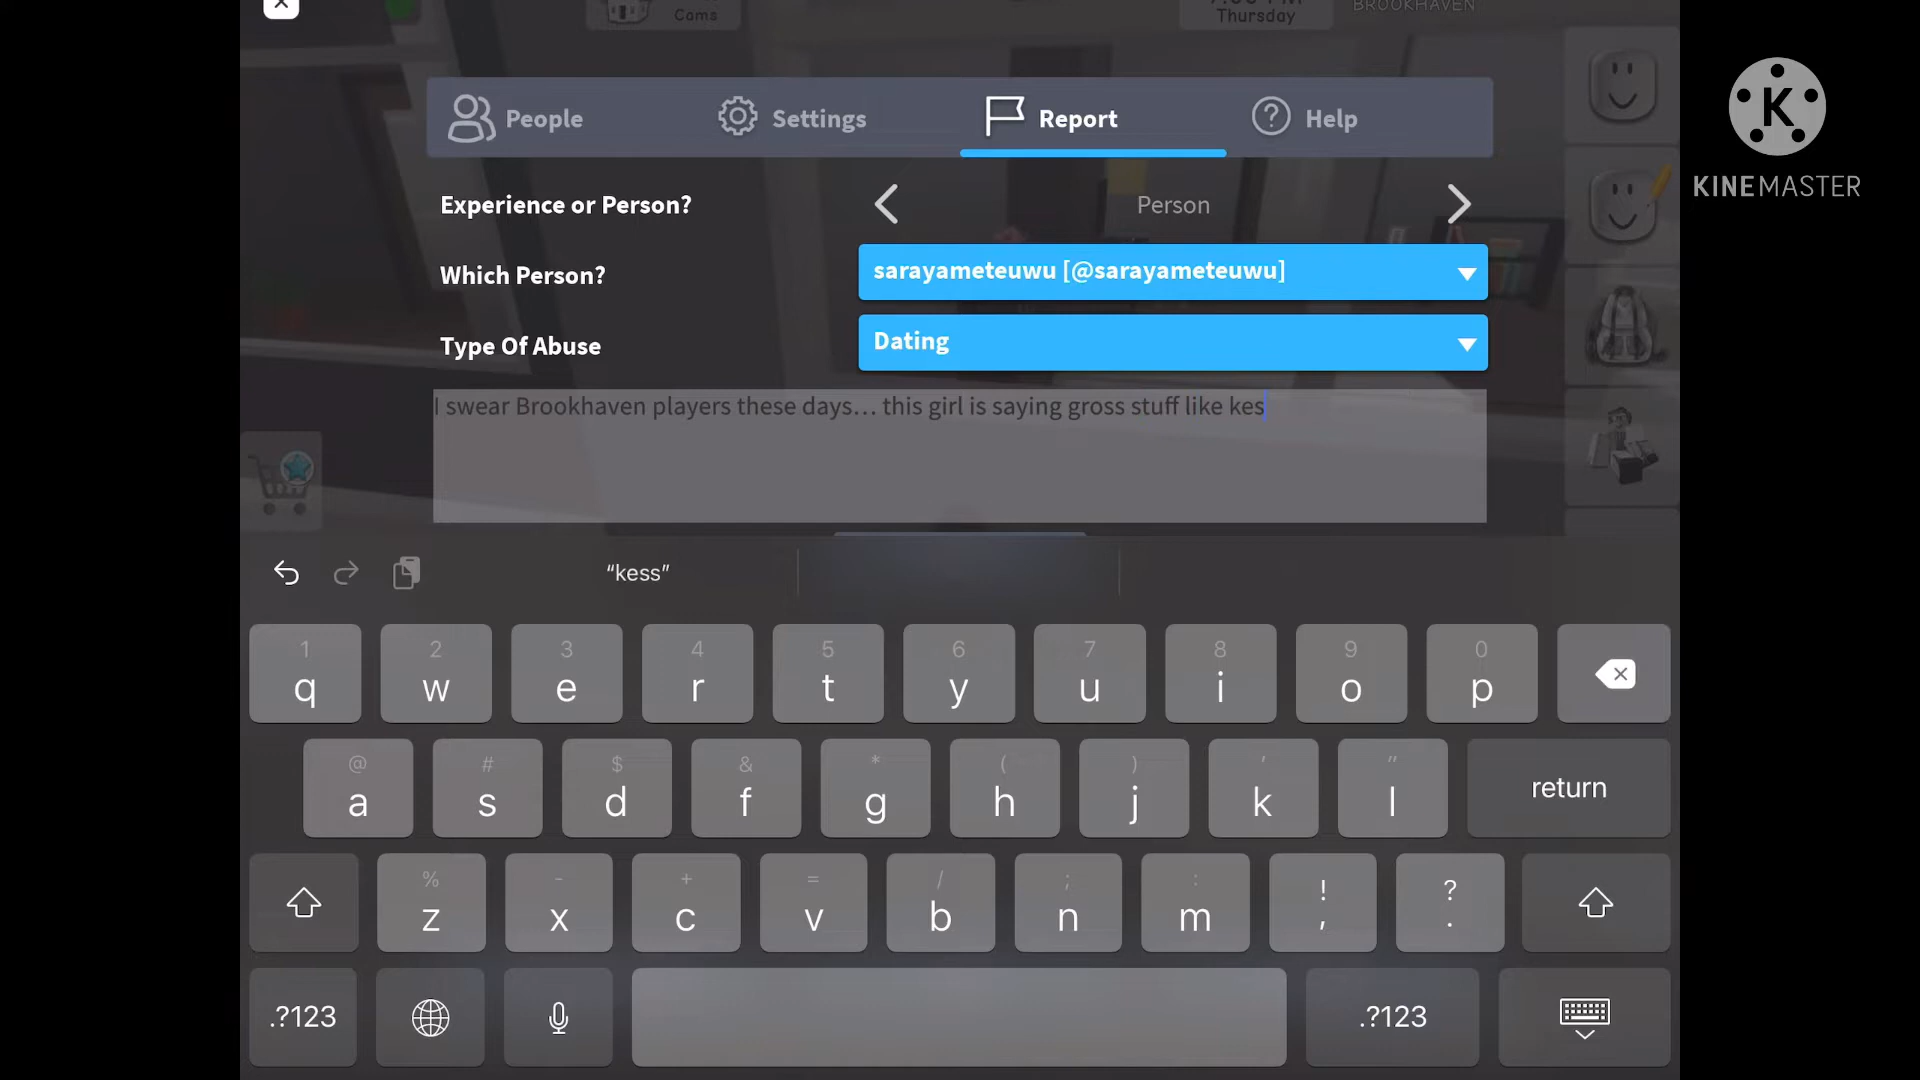 Cams
Thursday
BROOKHAVEN
People
Settings
Report
Help
K
KINEMASTER
Experience or Person?
Person
Which Person?
sarayameteuwu [@sarayameteuwu]
Type Of Abuse
Dating
I swear Brookhaven players these days... this girl is saying gross stuff like kes
“kess”
1 2 3 4 5 6 7 8 9 0
q w e r t y u i o p
@ # $ & * ( ) ' "
a s d f g h j k l return
% - + = / ; : ! ?
z x c v b n m , .
.?123 .?123